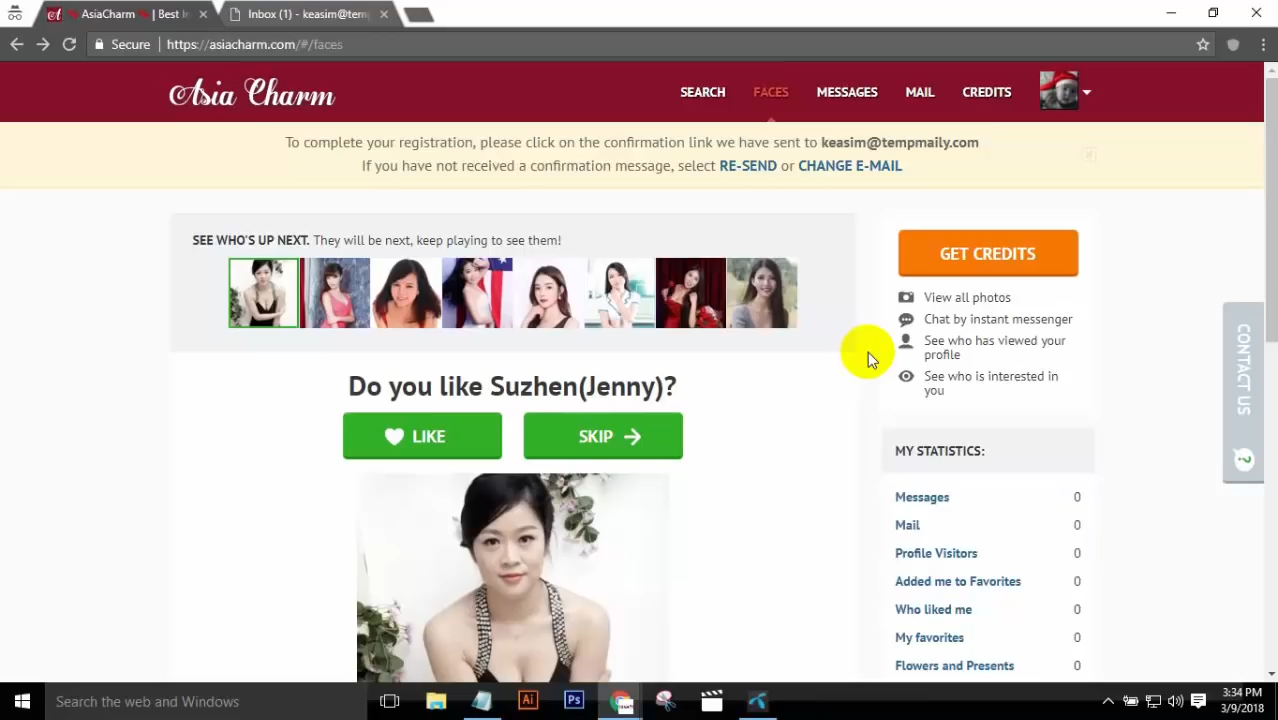 AsiaCharm | Best In
Inbox (1) - keasim@temp
Secure
https://asiacharm.com/#/faces
Asia Charm
SEARCH
FACES
MESSAGES
MAIL
CREDITS
To complete your registration, please click on the confirmation link we have sent to keasim@tempmaily.com
If you have not received a confirmation message, select RE-SEND or CHANGE E-MAIL
SEE WHO'S UP NEXT. They will be next, keep playing to see them!
Do you like Suzhen(Jenny)?
LIKE
SKIP
GET CREDITS
View all photos
Chat by instant messenger
See who has viewed your
profile
See who is interested in
you
CONTACT US
?
MY STATISTICS:
Messages 0
Mail 0
Profile Visitors 0
Added me to Favorites 0
Who liked me 0
My favorites 0
Flowers and Presents 0
Search the web and Windows
Ai
Ps
3:34 PM
3/9/2018